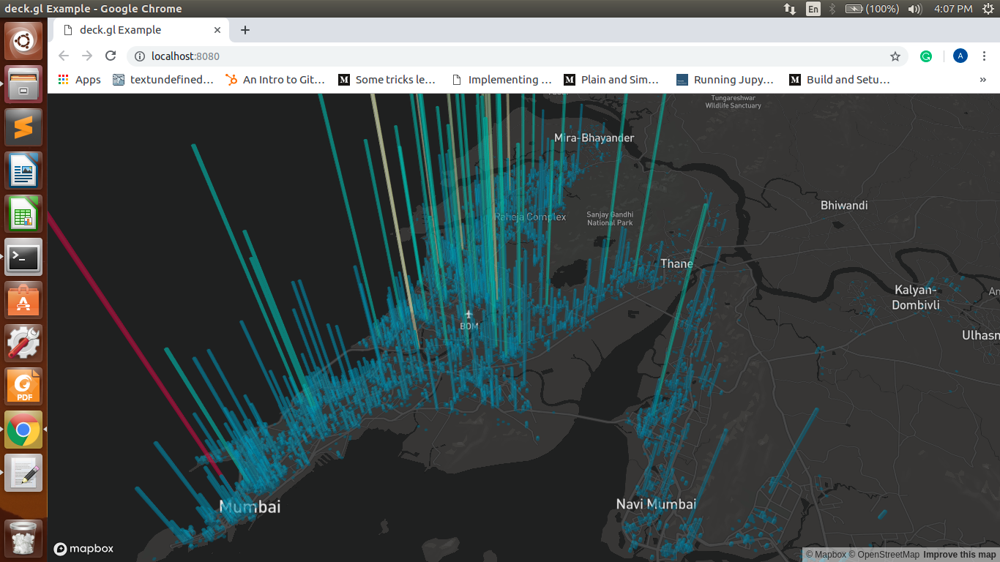 deck.gl Example - Google Chrome
En
(100%)
4:07 PM
deck.gl Example
localhost:8080
Apps
textundefined...
An Intro to Git...
Some tricks le...
Implementing ...
Plain and Sim...
Running Jupy...
Build and Setu...
»
Tungareshwar
Wildlife Sanctuary
Mira-Bhayander
Bhiwandi
Raheja Complex
Sanjay Gandhi
National Park
Thane
Kalyan-
Dombivli
An
BOM
Ulhasn
Mumbai
Navi Mumbai
PDF
A
mapbox
© Mapbox © OpenStreetMap Improve this map